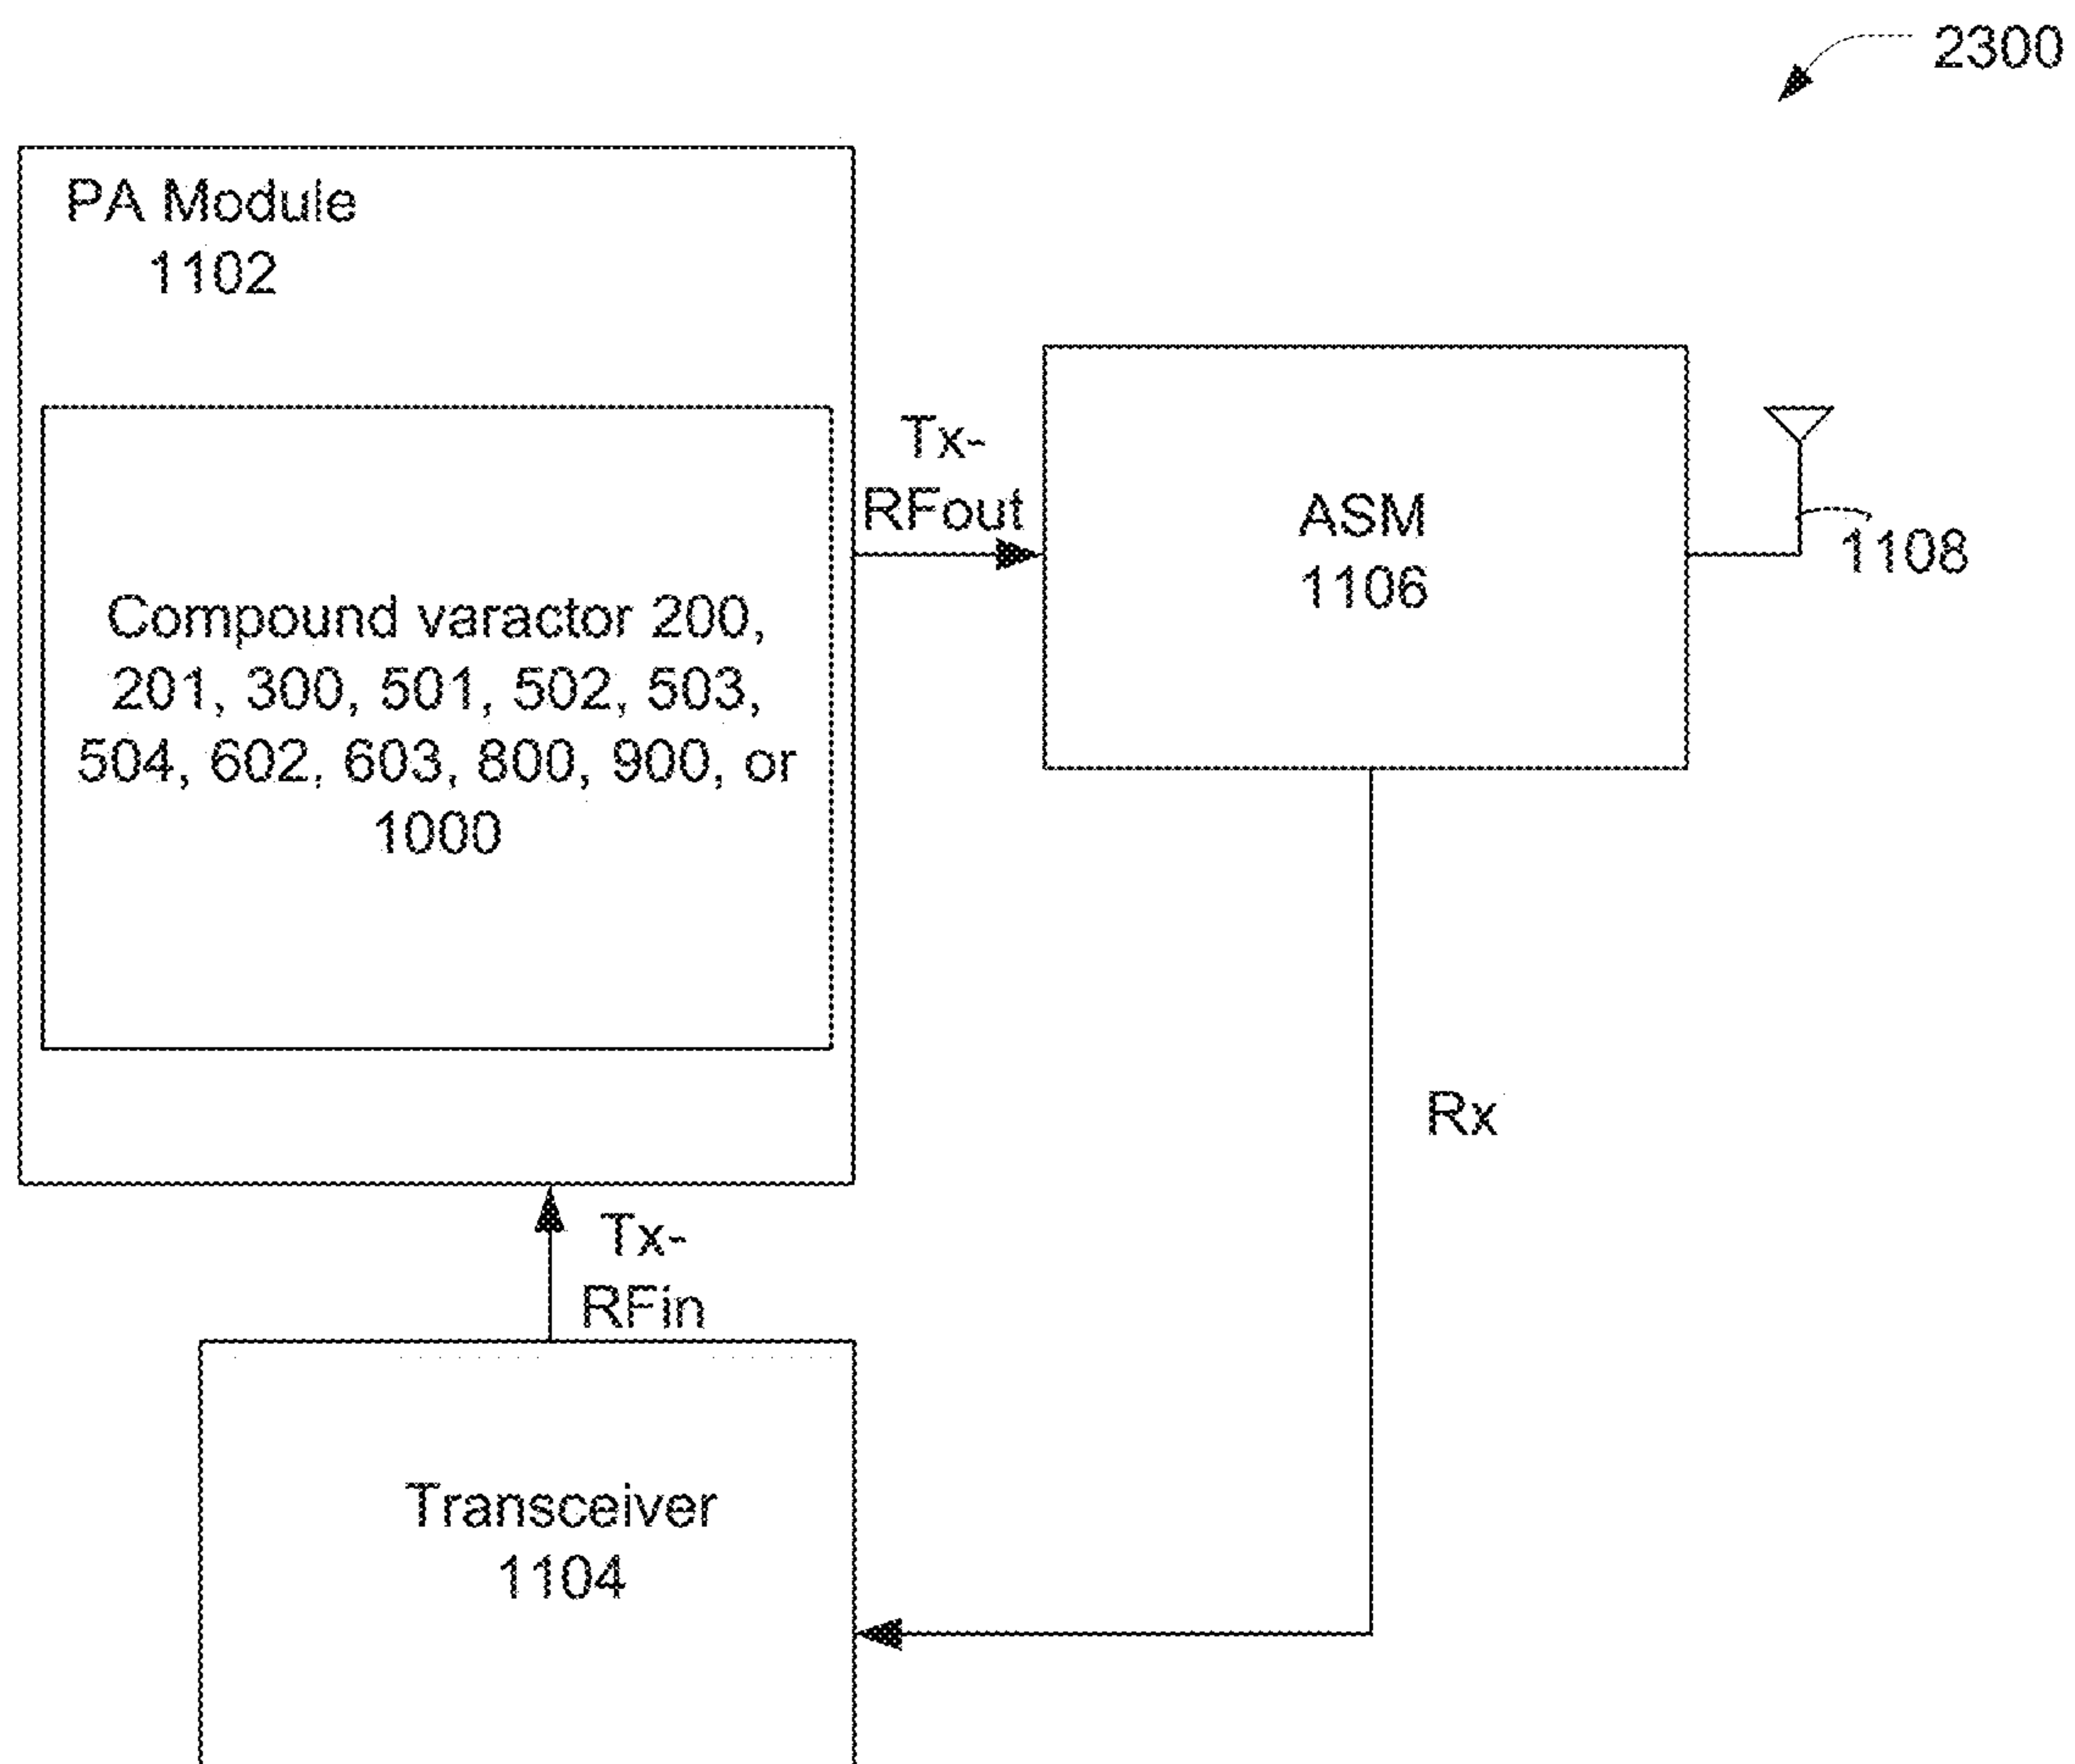 2300
PA Module
1102
Compound varactor 200,
201, 300, 501, 502, 503,
504, 602, 603, 800, 900, or
1000
Tx-
RFout
ASM
1106
1108
Rx
Tx-
RFin
Transceiver
1104